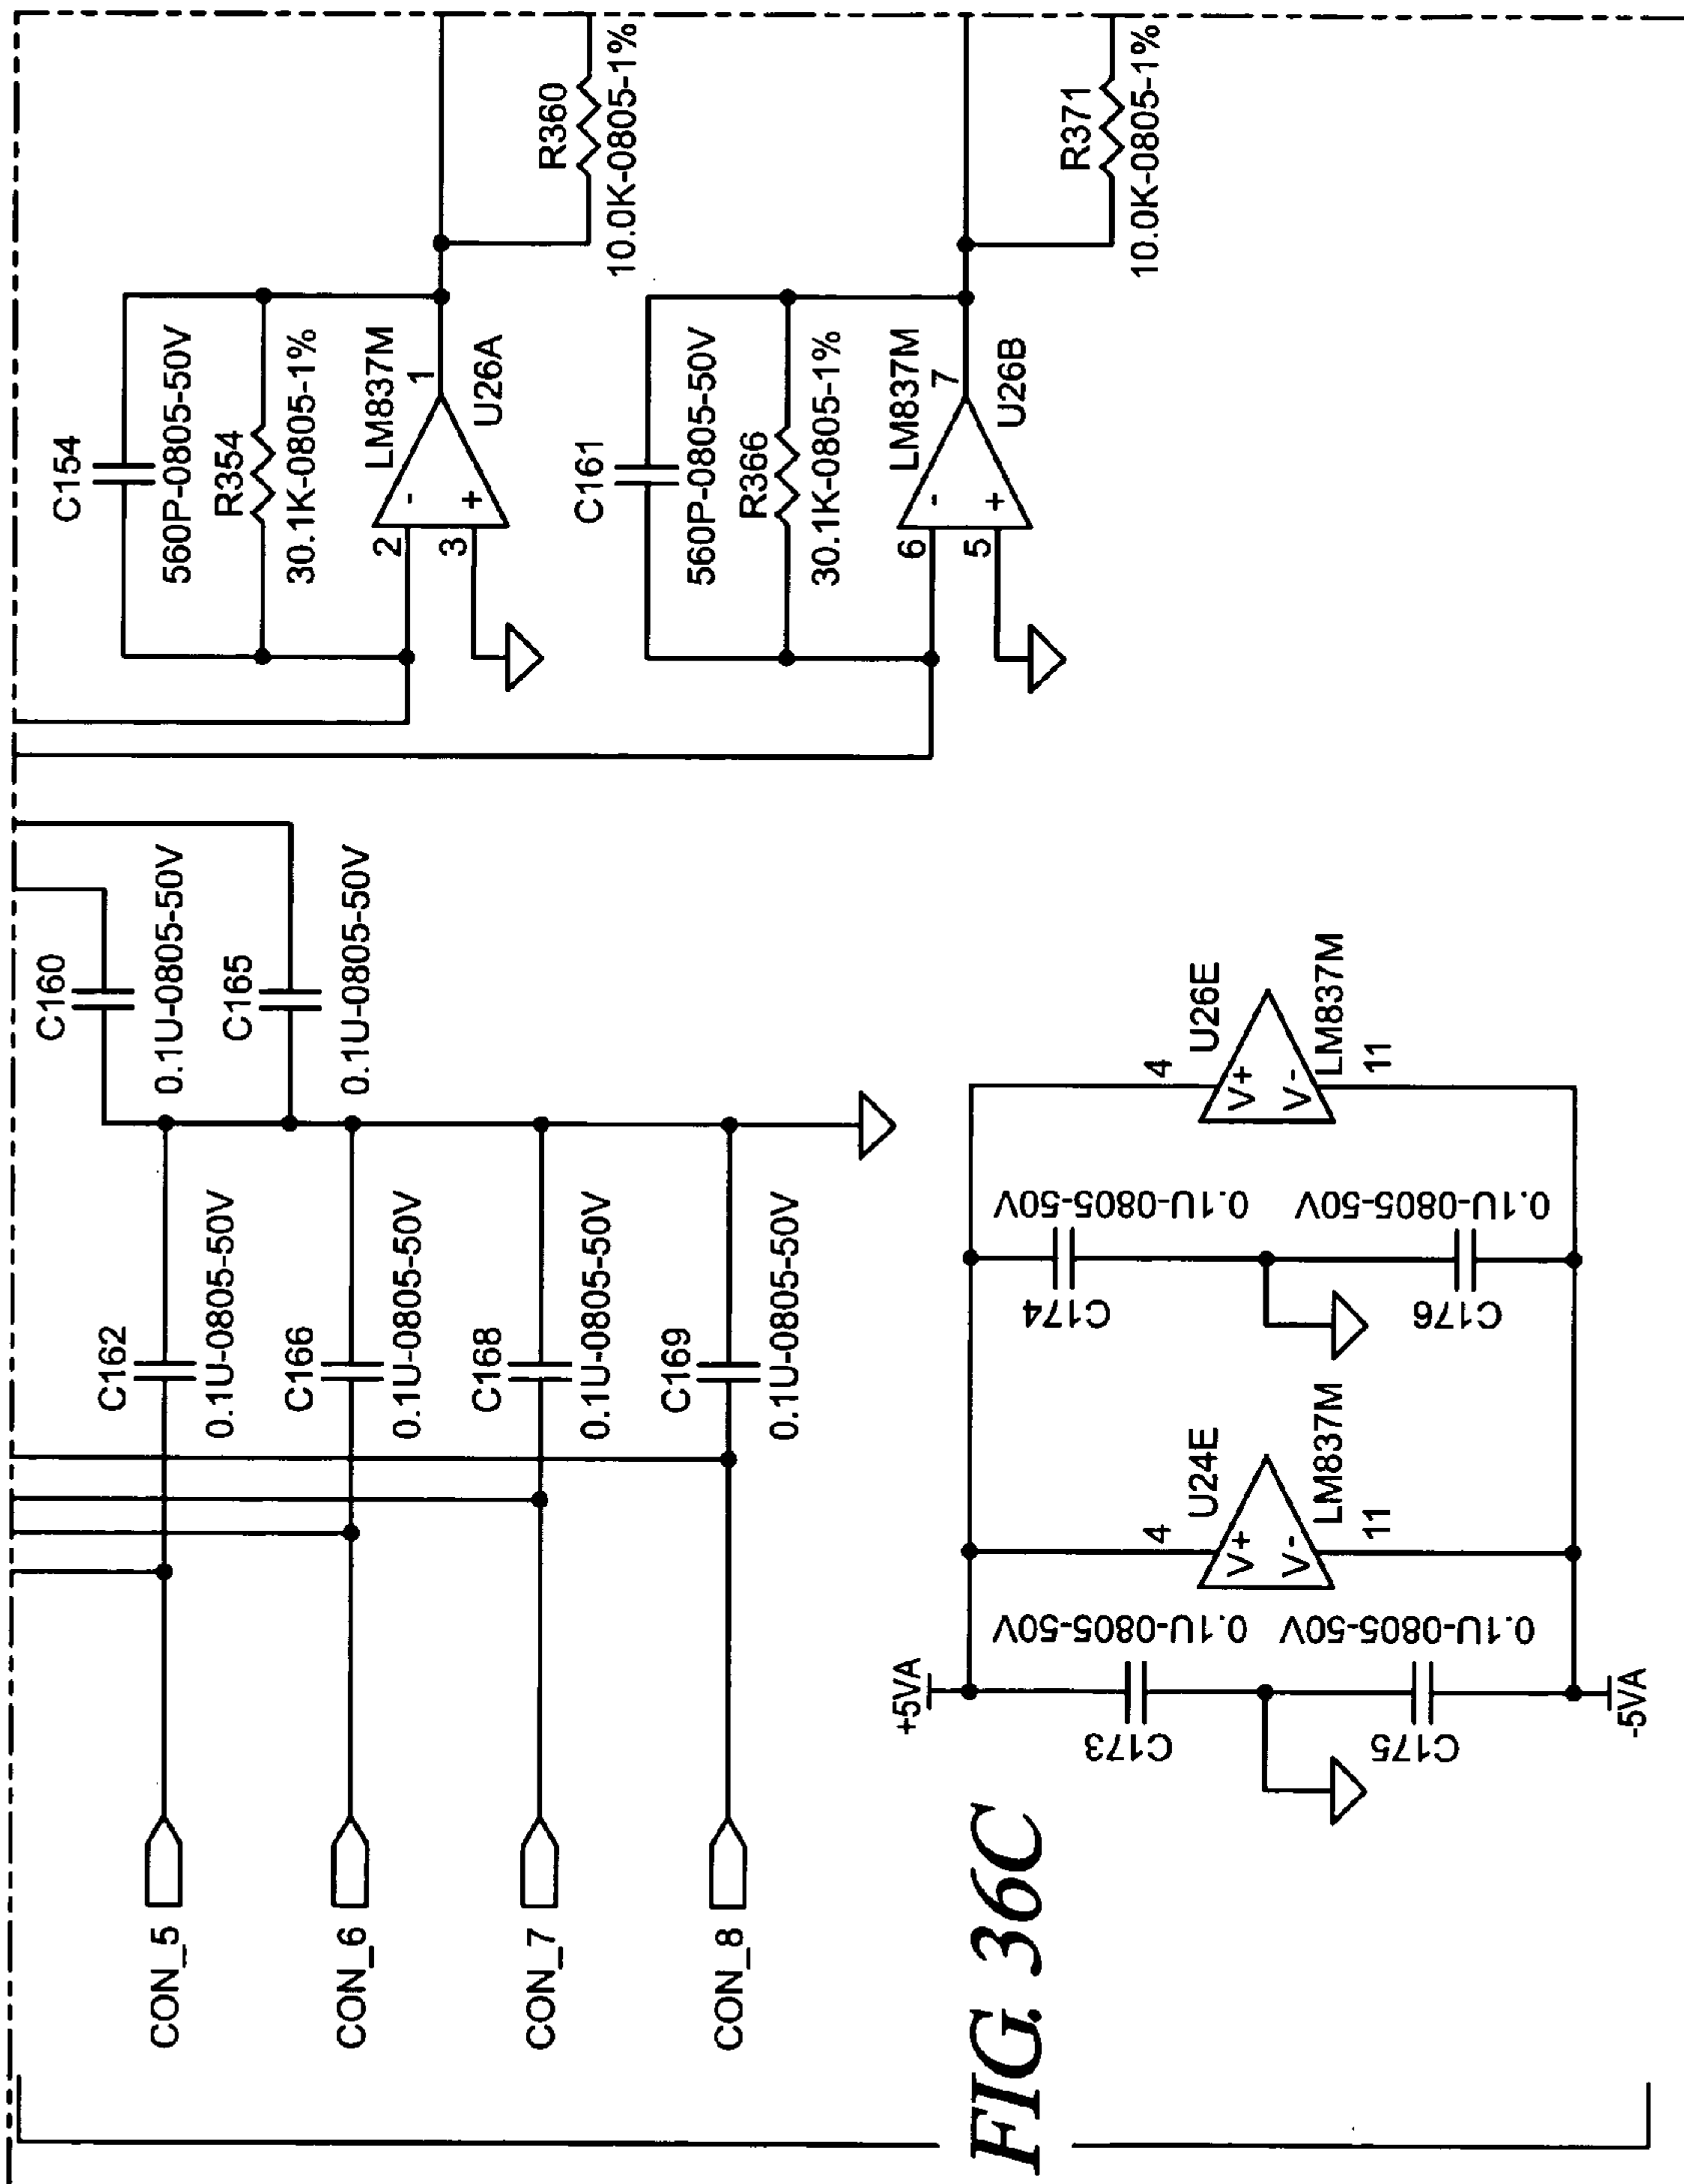 C154
560P-0805-50V
R354
30.1K-0805-1%
LM837M
2
-
1
3
+
U26A
R360
10.0K-0805-1%
C161
560P-0805-50V
R366
30.1K-0805-1%
LM837M
6
-
7
5
+
U26B
R371
10.0K-0805-1%
C160
0.1U-0805-50V
C165
0.1U-0805-50V
CON_5
C162
0.1U-0805-50V
CON_6
C166
0.1U-0805-50V
CON_7
C168
0.1U-0805-50V
CON_8
C169
0.1U-0805-50V
+5VA
C173
0.1U-0805-50V
C175
0.1U-0805-50V
-5VA
4
U24E
V+
V-
LM837M
11
C174
0.1U-0805-50V
C176
0.1U-0805-50V
4
U26E
V+
V-
LM837M
11
FIG. 36C